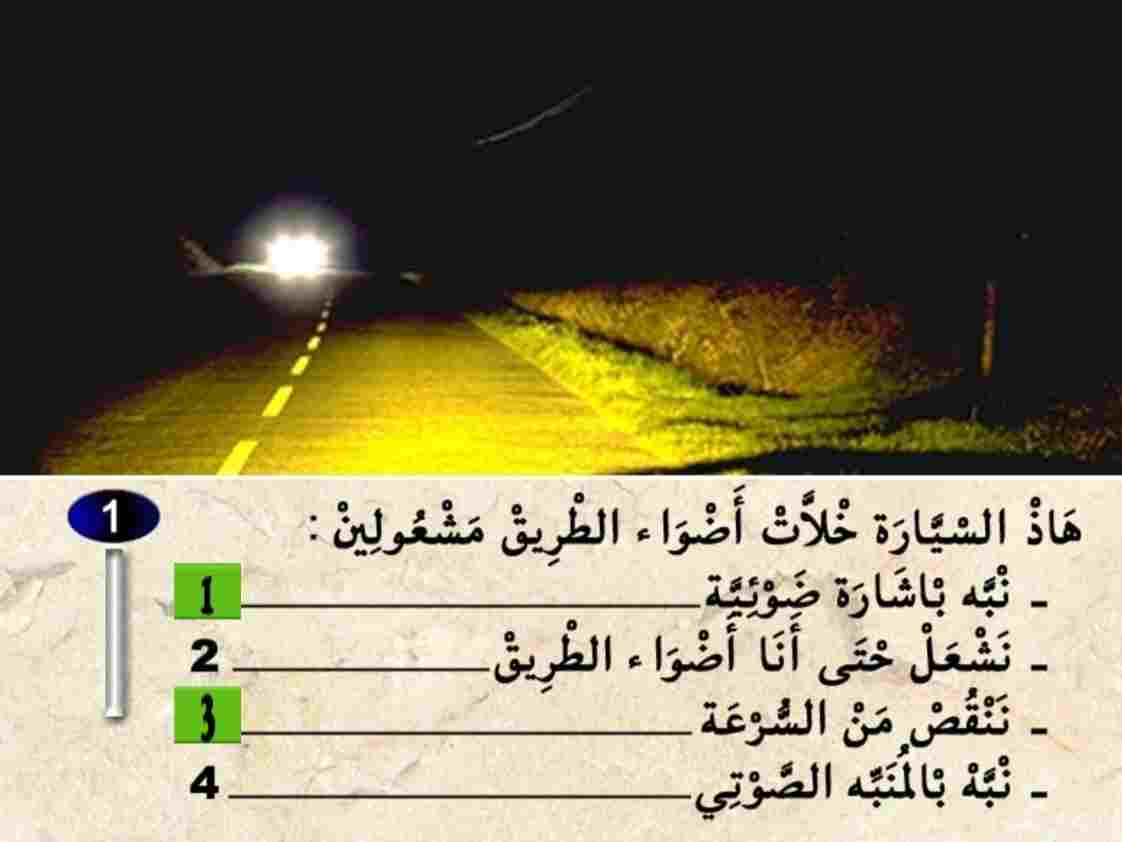 1 هَاذْ السْيَّارَة خْلاَّتْ أَضْوَاء الطْرِيقْ مَشْعُولِينْ :
ـ نْبَّه بْاشَارَة ضَوْئِيَّة 1
ـ نَشْعَلْ حْتَى أَنَا أَضْوَاء الطْرِيقْ 2
ـ نَنْقُصْ مَنْ السُّرْعَة 3
ـ نْبَّهْ بْالمُنَبِّه الصَّوْتِي 4